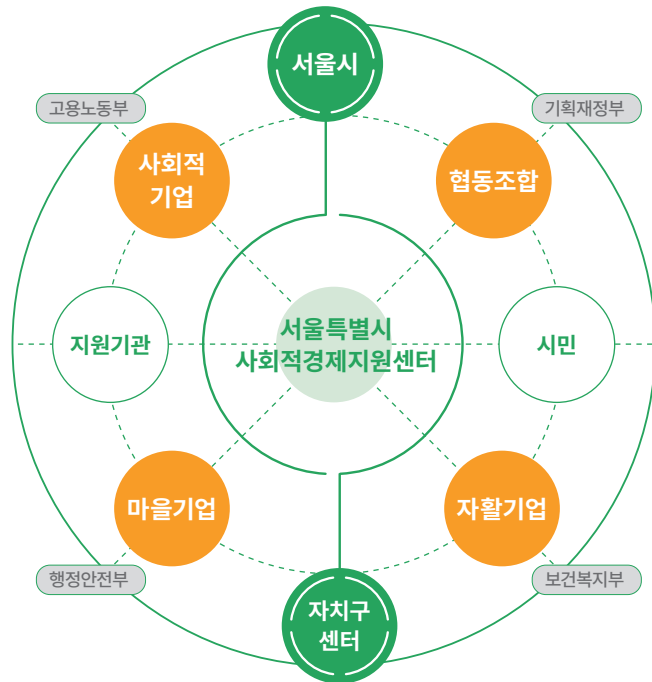 서울시
고용노동부
기획재정부
사회적
기업
협동조합
지원기관
서울특별시
사회적경제지원센터
시민
마을기업
자활기업
행정안전부
보건복지부
자치구
센터